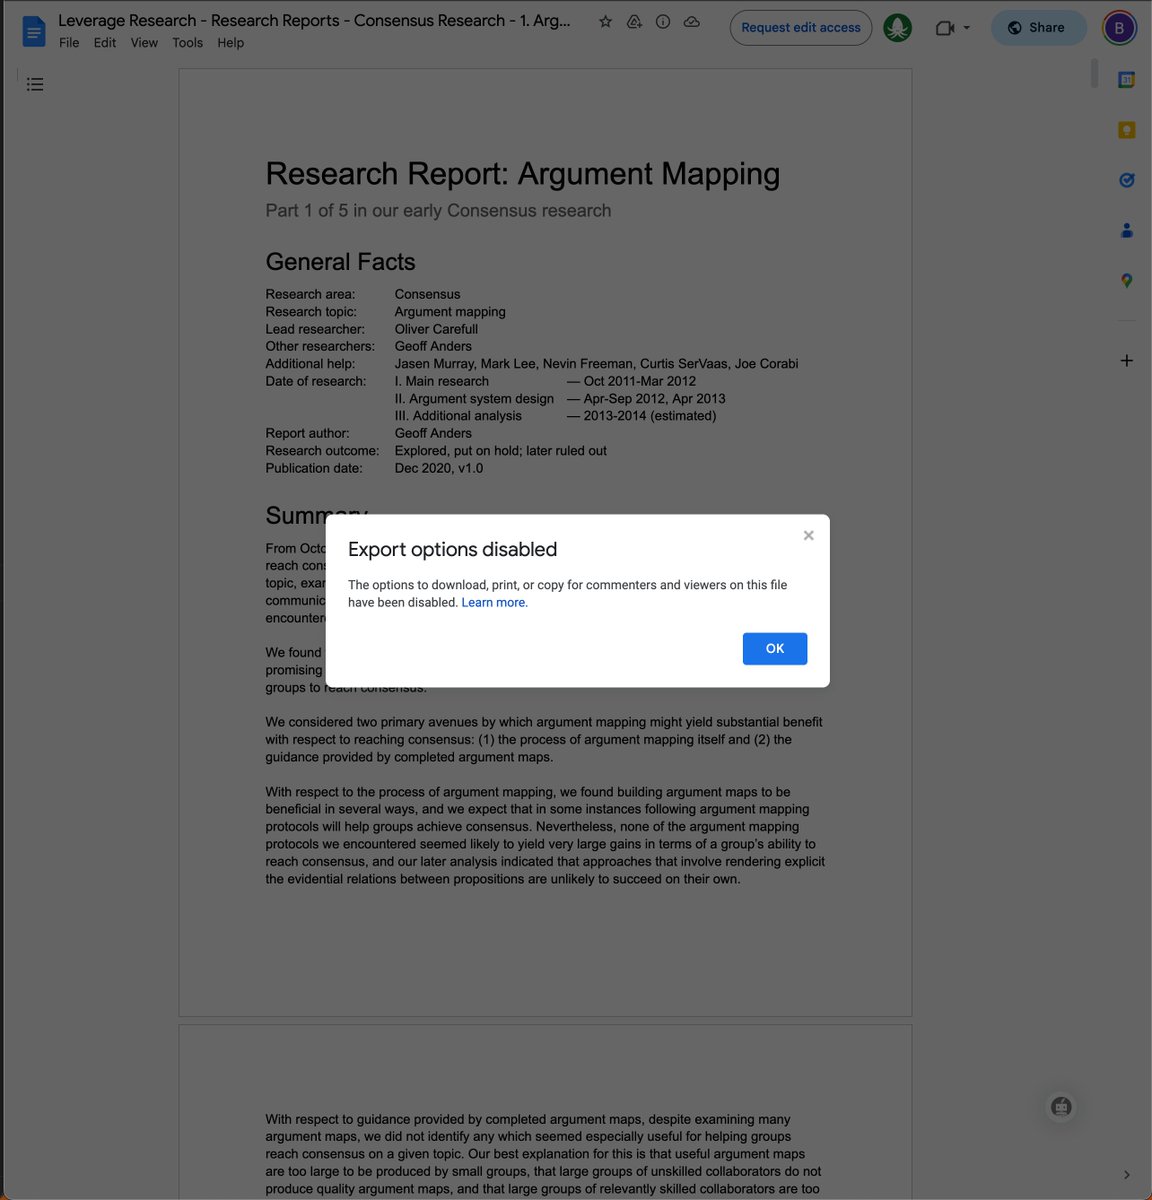 Leverage Research - Research Reports - Consensus Research - 1. Arg...
File Edit View Tools Help
Request edit access
Share
B
31
Research Report: Argument Mapping
Part 1 of 5 in our early Consensus research
General Facts
Research area: Consensus
Research topic: Argument mapping
Lead researcher: Oliver Carefull
Other researchers: Geoff Anders
Additional help: Jasen Murray, Mark Lee, Nevin Freeman, Curtis SerVaas, Joe Corabi
Date of research: I. Main research — Oct 2011-Mar 2012
II. Argument system design — Apr-Sep 2012, Apr 2013
III. Additional analysis — 2013-2014 (estimated)
Report author: Geoff Anders
Research outcome: Explored, put on hold; later ruled out
Publication date: Dec 2020, v1.0
Summary
From Octo
reach cons
topic, exar
communic
encounter
We found
promising
groups to reach consensus.
Export options disabled
The options to download, print, or copy for commenters and viewers on this file
have been disabled. Learn more.
OK
We considered two primary avenues by which argument mapping might yield substantial benefit
with respect to reaching consensus: (1) the process of argument mapping itself and (2) the
guidance provided by completed argument maps.
With respect to the process of argument mapping, we found building argument maps to be
beneficial in several ways, and we expect that in some instances following argument mapping
protocols will help groups achieve consensus. Nevertheless, none of the argument mapping
protocols we encountered seemed likely to yield very large gains in terms of a group's ability to
reach consensus, and our later analysis indicated that approaches that involve rendering explicit
the evidential relations between propositions are unlikely to succeed on their own.
With respect to guidance provided by completed argument maps, despite examining many
argument maps, we did not identify any which seemed especially useful for helping groups
reach consensus on a given topic. Our best explanation for this is that useful argument maps
are too large to be produced by small groups, that large groups of unskilled collaborators do not
produce quality argument maps, and that large groups of relevantly skilled collaborators are too